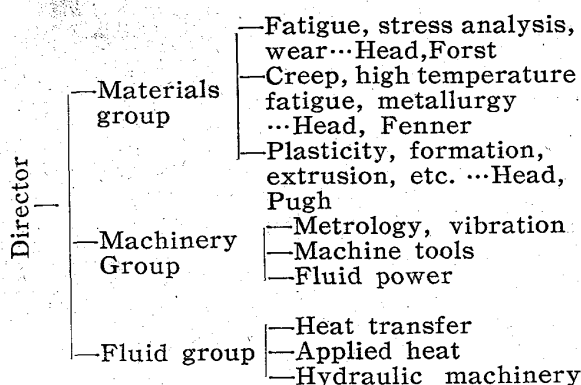 Director
Materials
group
Fatigue, stress analysis,
wear…Head,Forst
Creep, high temperature
fatigue, metallurgy
…Head, Fenner
Plasticity, formation,
extrusion, etc. …Head,
Pugh
Machinery
Group
Metrology, vibration
Machine tools
Fluid power
Fluid group
Heat transfer
Applied heat
Hydraulic machinery